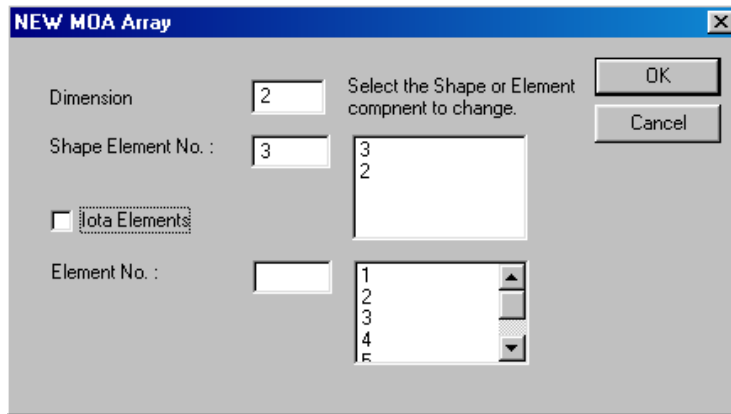 NEW MOA Array
Dimension
2
Select the Shape or Element
compnent to change.
OK
Cancel
Shape Element No. :
3
3
2
Iota Elements
Element No. :
1
2
3
4
5